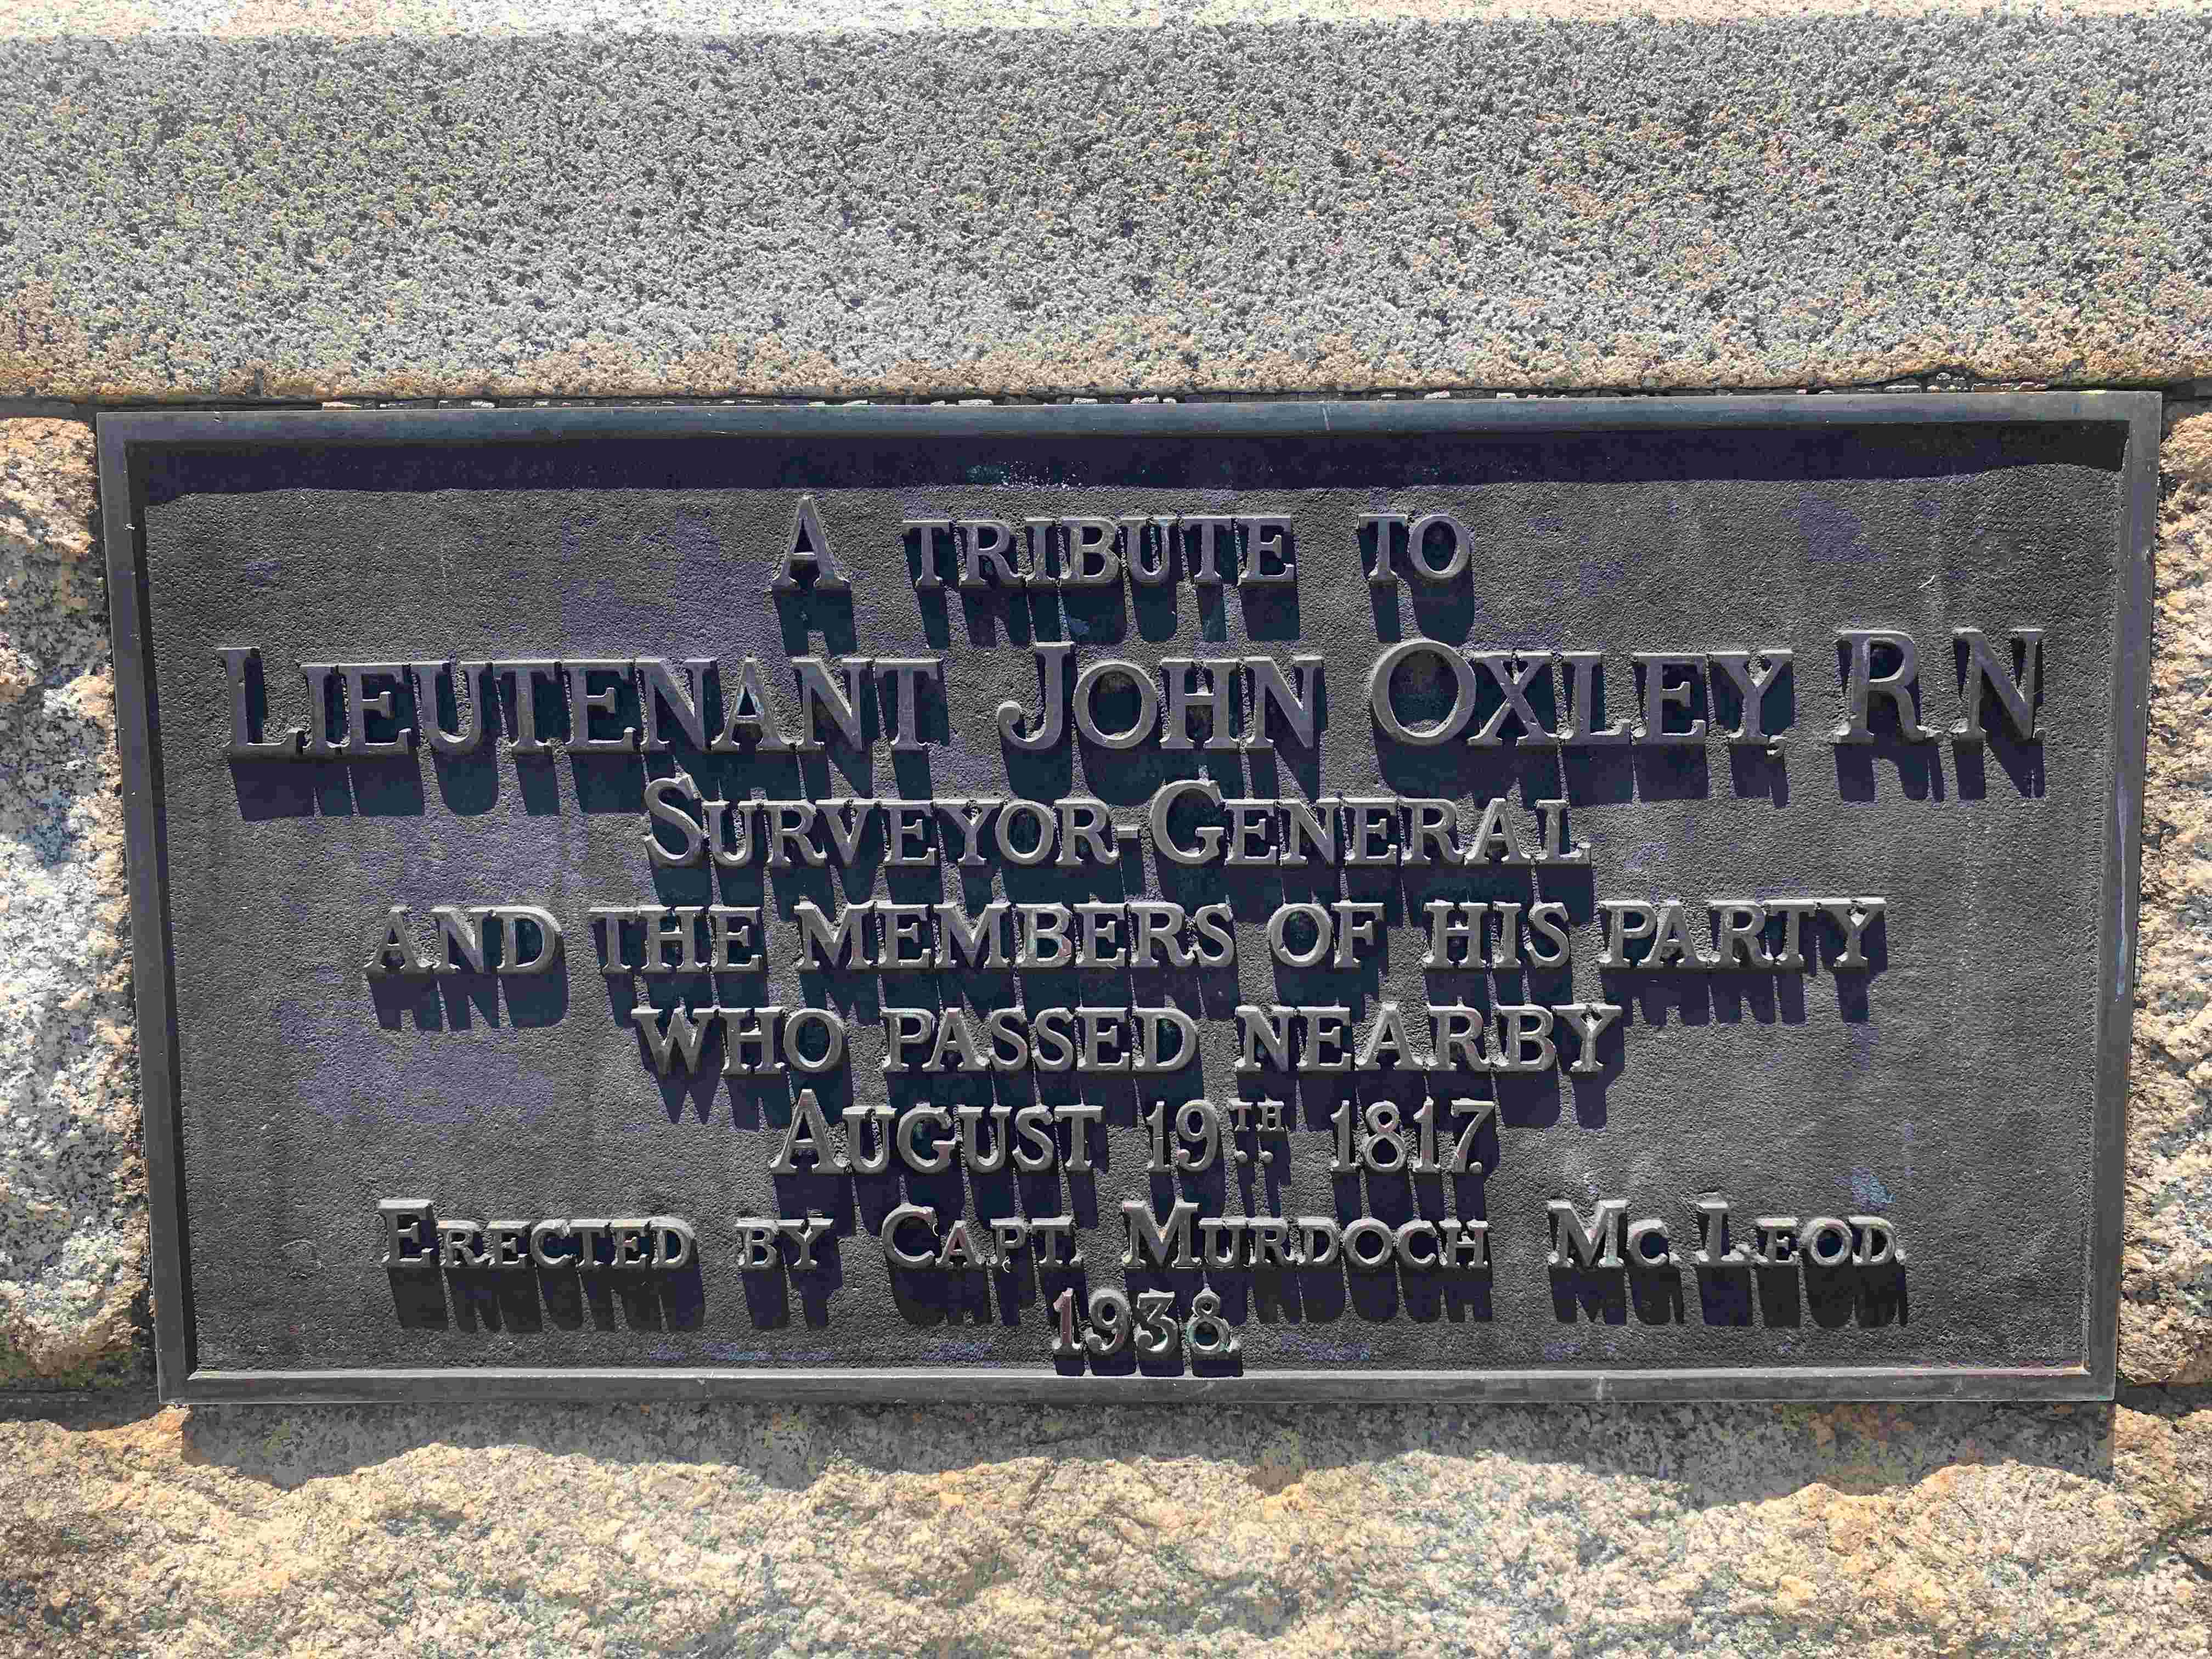 A TRIBUTE TO
LIEUTENANT JOHN OXLEY, R.N.
SURVEYOR-GENERAL
AND THE MEMBERS OF HIS PARTY
WHO PASSED NEARBY
AUGUST 19TH. 1817.
ERECTED BY CAPT. MURDOCH MC.LEOD.
1938.